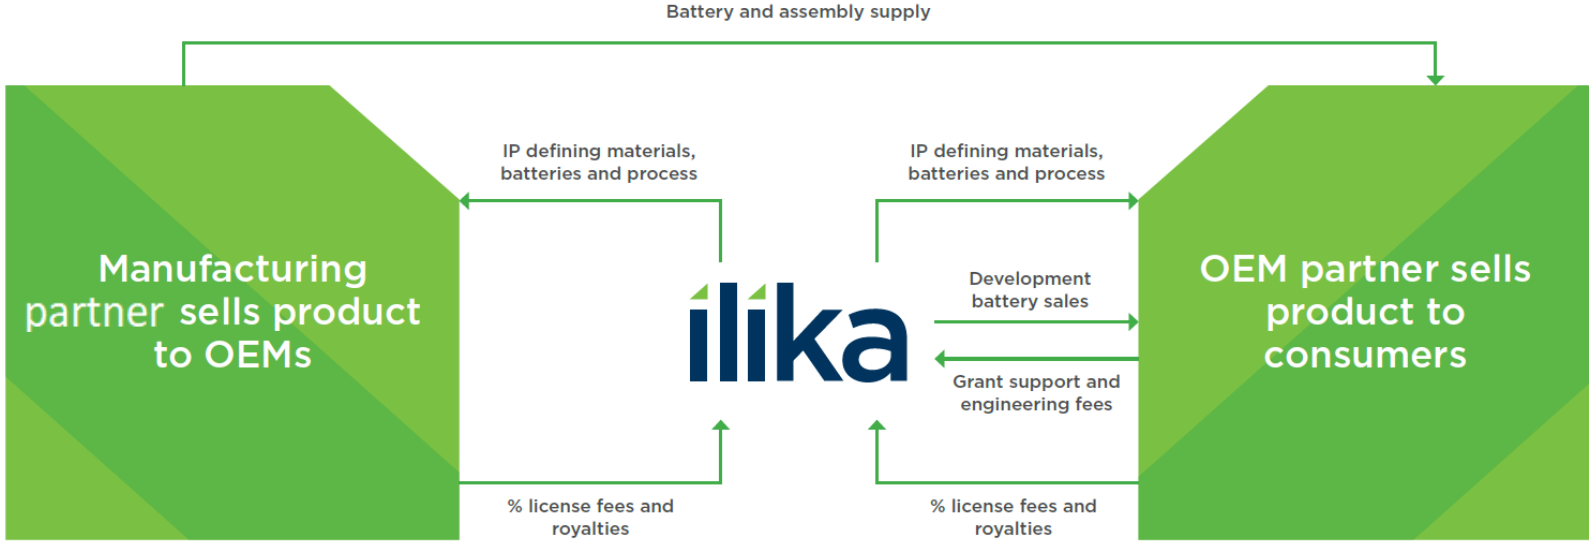 Battery and assembly supply
IP defining materials,
batteries and process
IP defining materials,
batteries and process
Manufacturing
partner sells product
to OEMs
ilika
Development
battery sales
Grant support and
engineering fees
OEM partner sells
product to
consumers
% license fees and
royalties
% license fees and
royalties